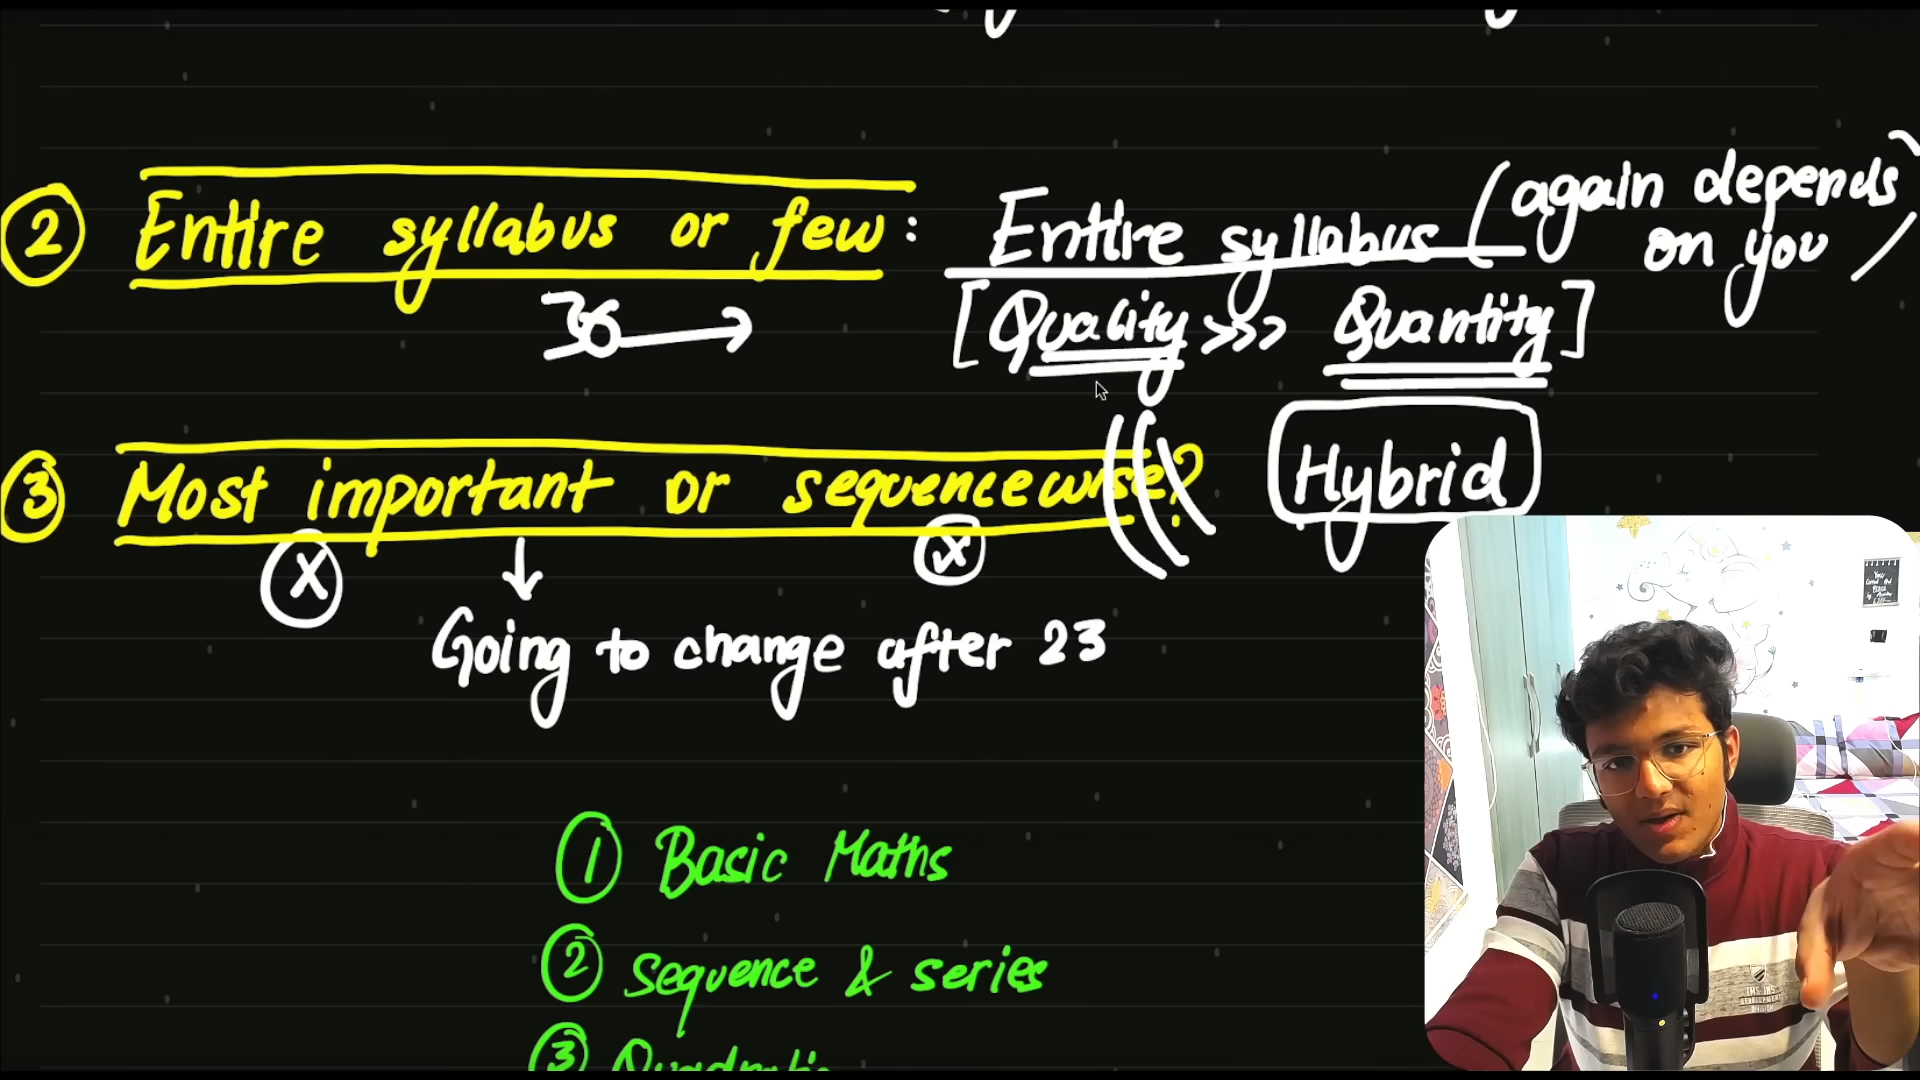 ② Entire syllabus or few : Entire syllabus (again depends on you)
36 → [Quality >>> Quantity]
③ Most important or sequencewise? Hybrid
X X
↓
Going to change after 23
① Basic Maths
② Sequence & series
③